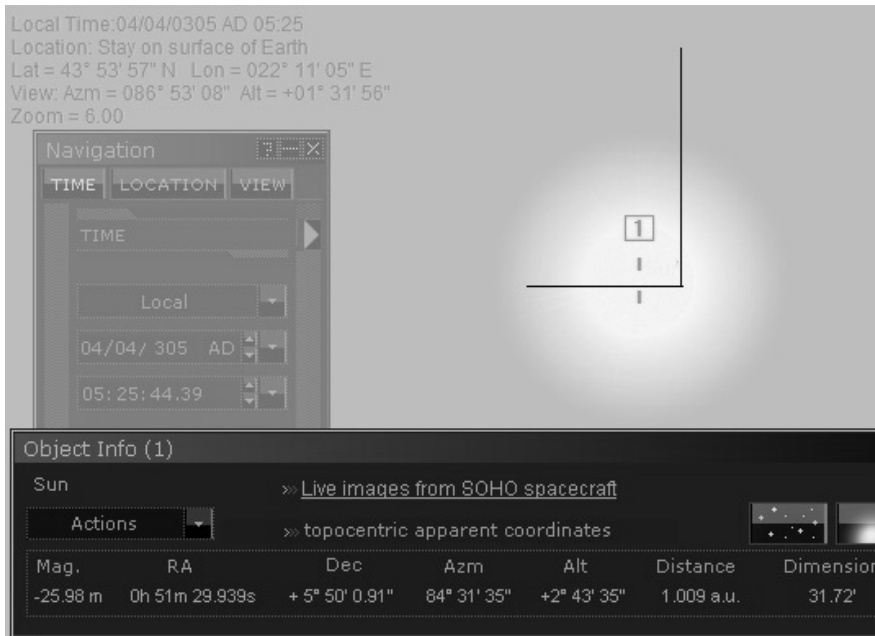 Local Time:04/04/0305 AD 05:25
Location: Stay on surface of Earth
Lat = 43° 53' 57" N Lon = 022° 11' 05" E
View: Azm = 086° 53' 08" Alt = +01° 31' 56"
Zoom = 6.00
Navigation
TIME LOCATION VIEW
TIME
Local
04/04/ 305 AD
05:25:44.39
1
Object Info (1)
Sun
»» Live images from SOHO spacecraft
Actions
»» topocentric apparent coordinates
Mag. RA Dec Azm Alt Distance Dimension
-25.98 m 0h 51m 29.939s + 5° 50' 0.91" 84° 31' 35" +2° 43' 35" 1.009 a.u. 31.72'